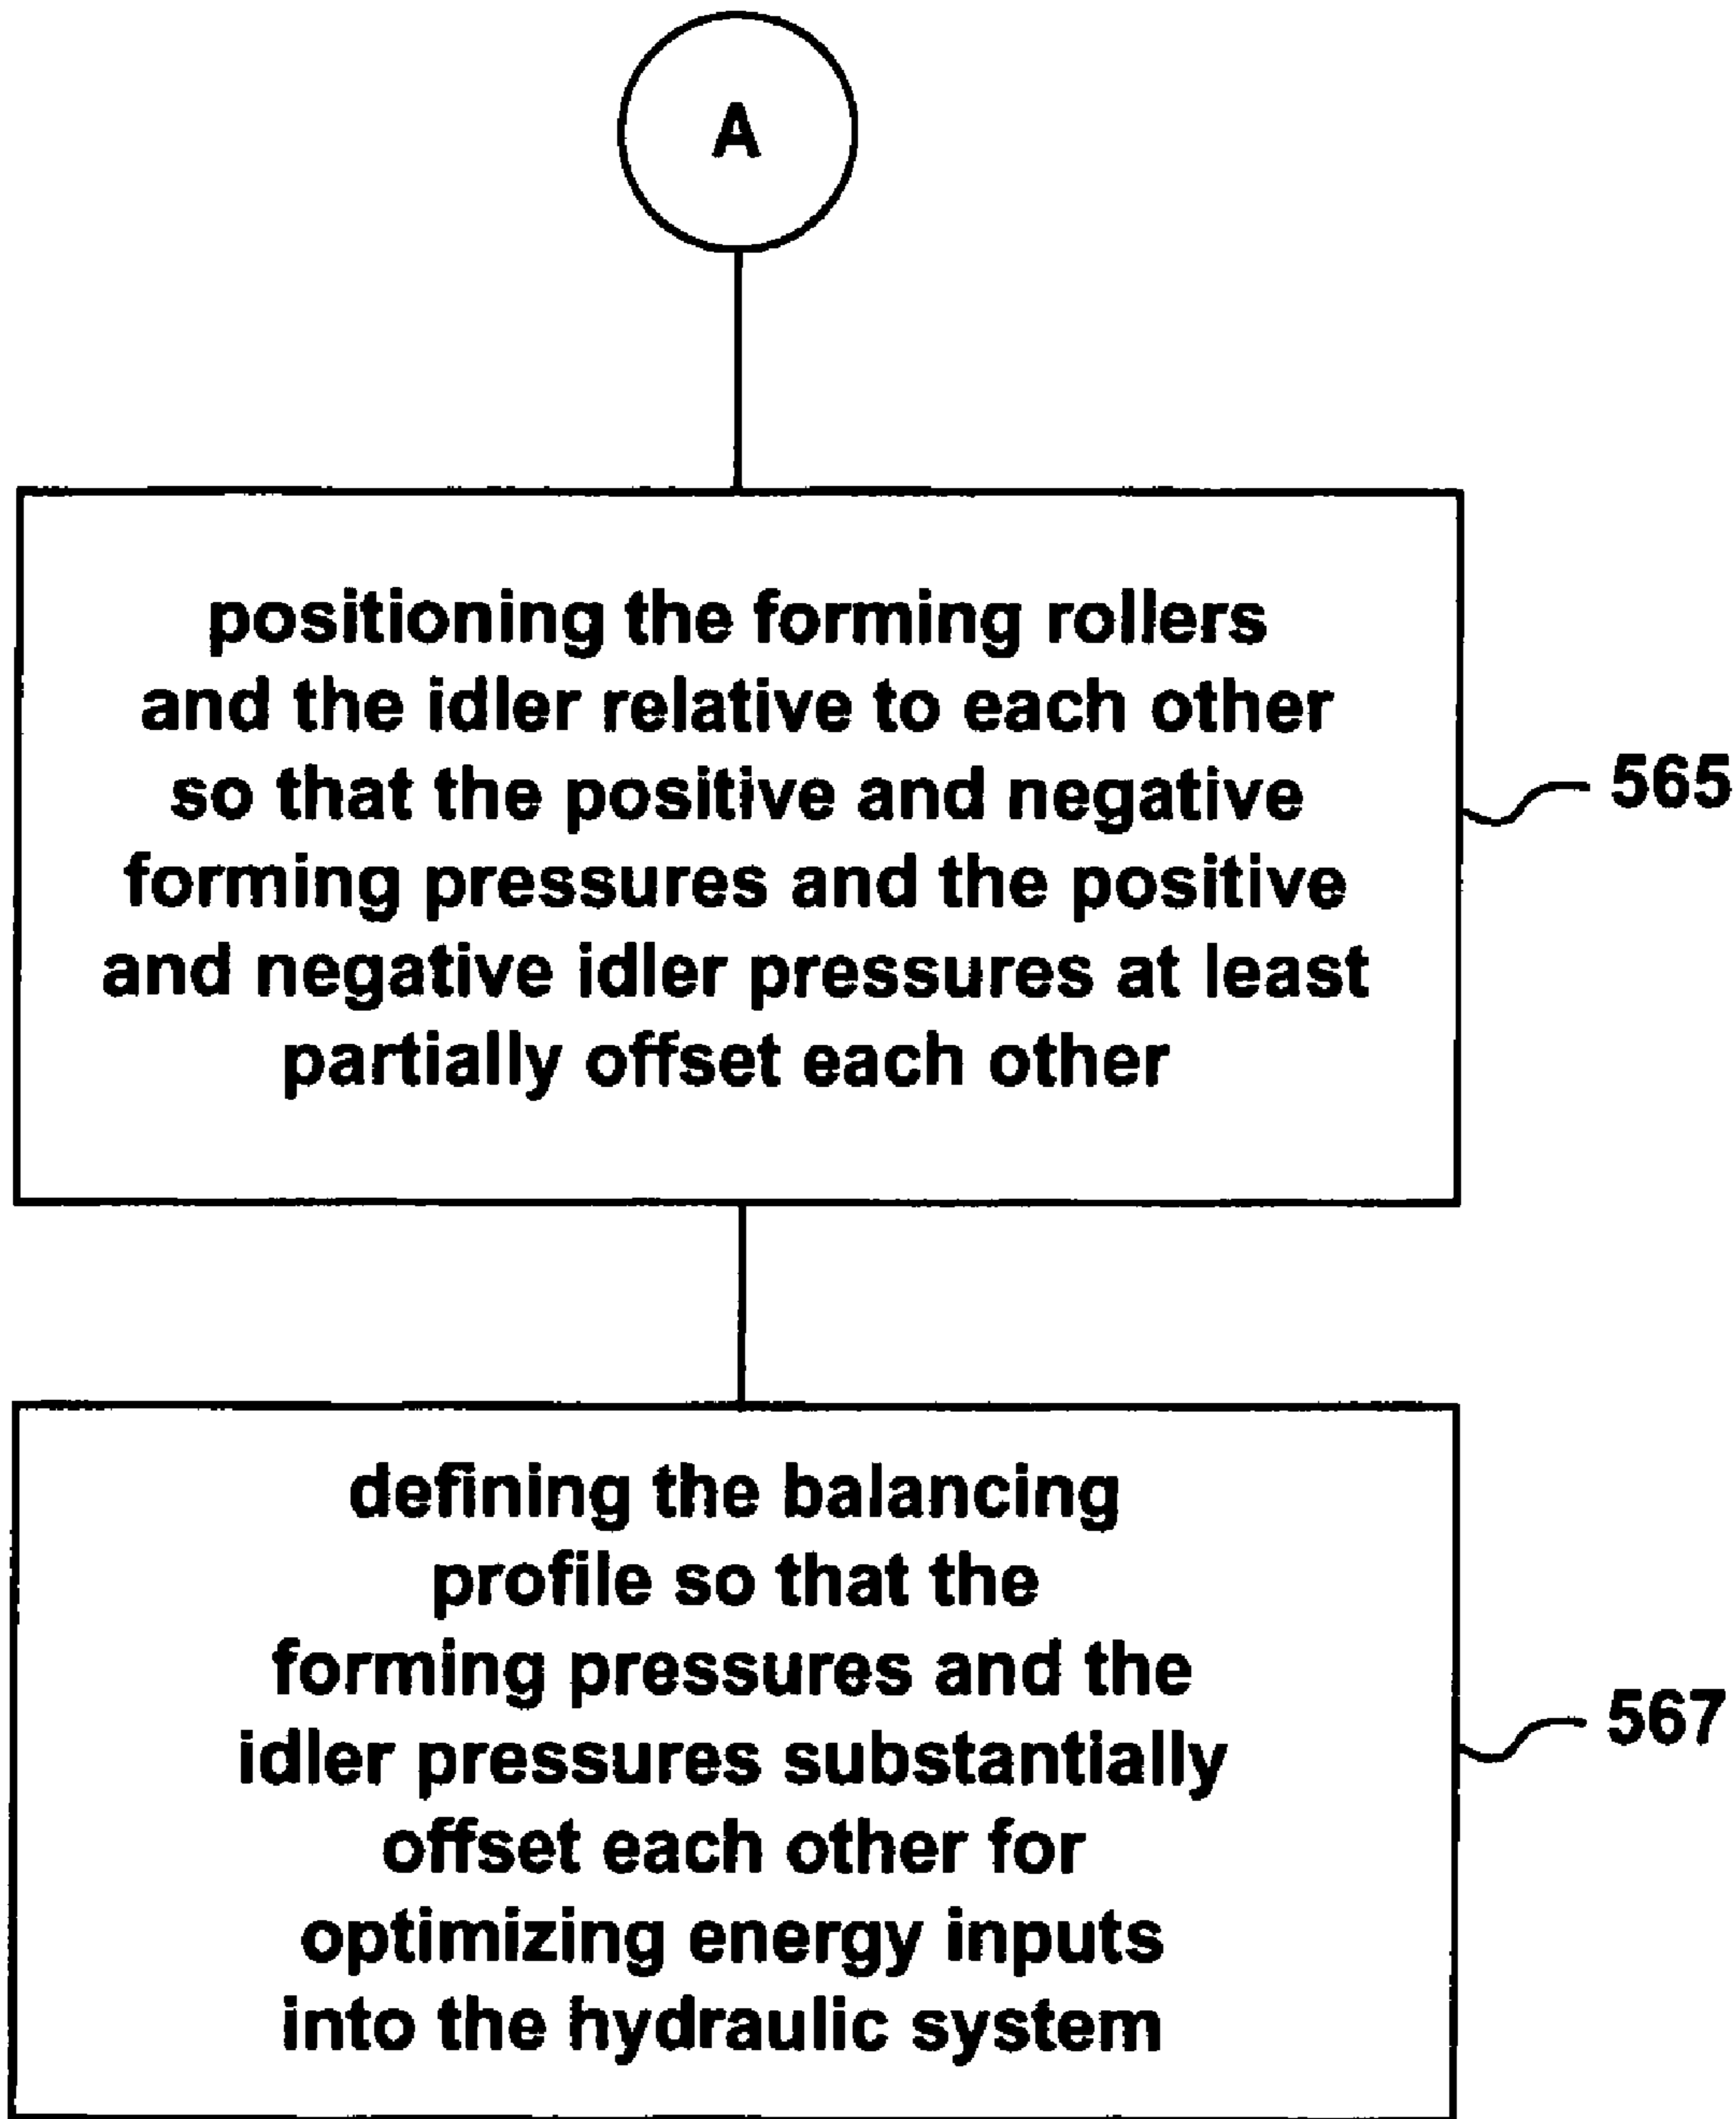 A
positioning the forming rollers
and the idler relative to each other
so that the positive and negative
forming pressures and the positive
and negative idler pressures at least
partially offset each other
565
defining the balancing
profile so that the
forming pressures and the
idler pressures substantially
offset each other for
optimizing energy inputs
into the hydraulic system
567